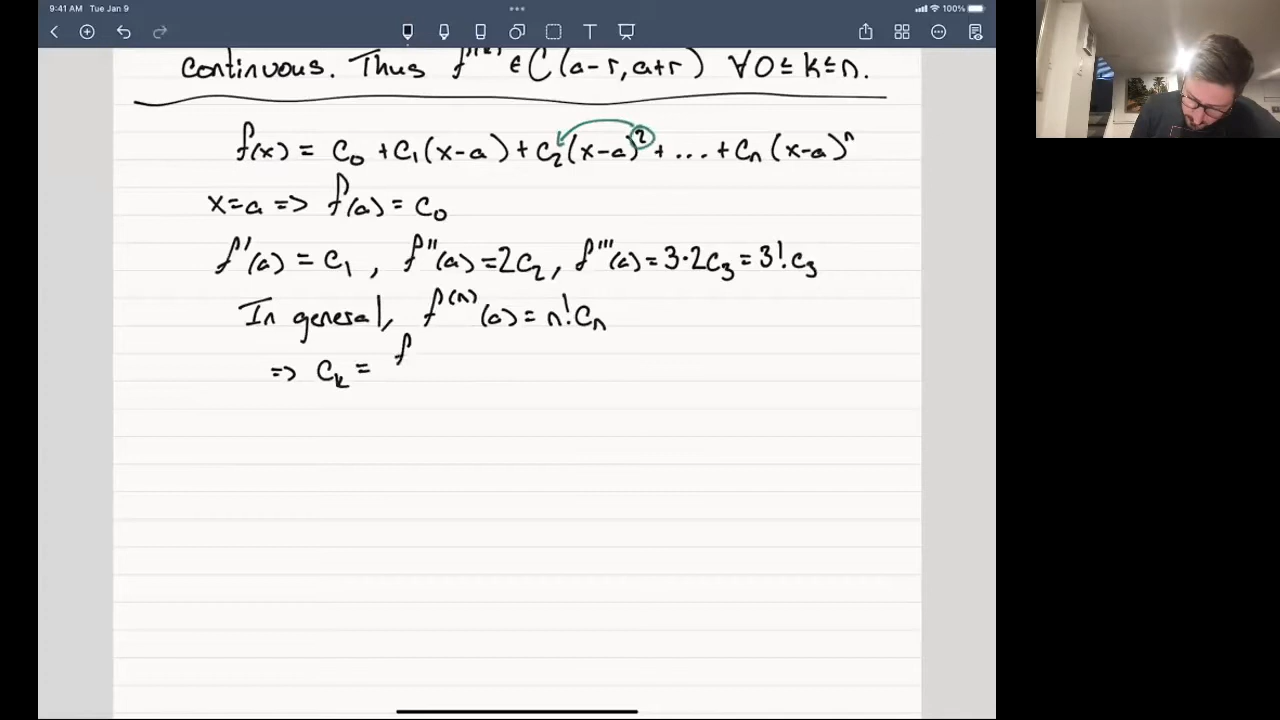 9:41 AM Tue Jan 9
100%
continuous. Thus f⁽ᵏ⁾ ∈ C(a-r, a+r) ∀ 0 ≤ k ≤ n.
f(x) = c₀ + c₁(x-a) + c₂(x-a)² + ... + cₙ(x-a)ⁿ
x=a => f(a) = c₀
f'(a) = c₁ , f''(a) = 2c₂ , f'''(a) = 3·2c₃ = 3!c₃
In general, f⁽ⁿ⁾(a) = n!cₙ
=> cₖ = f